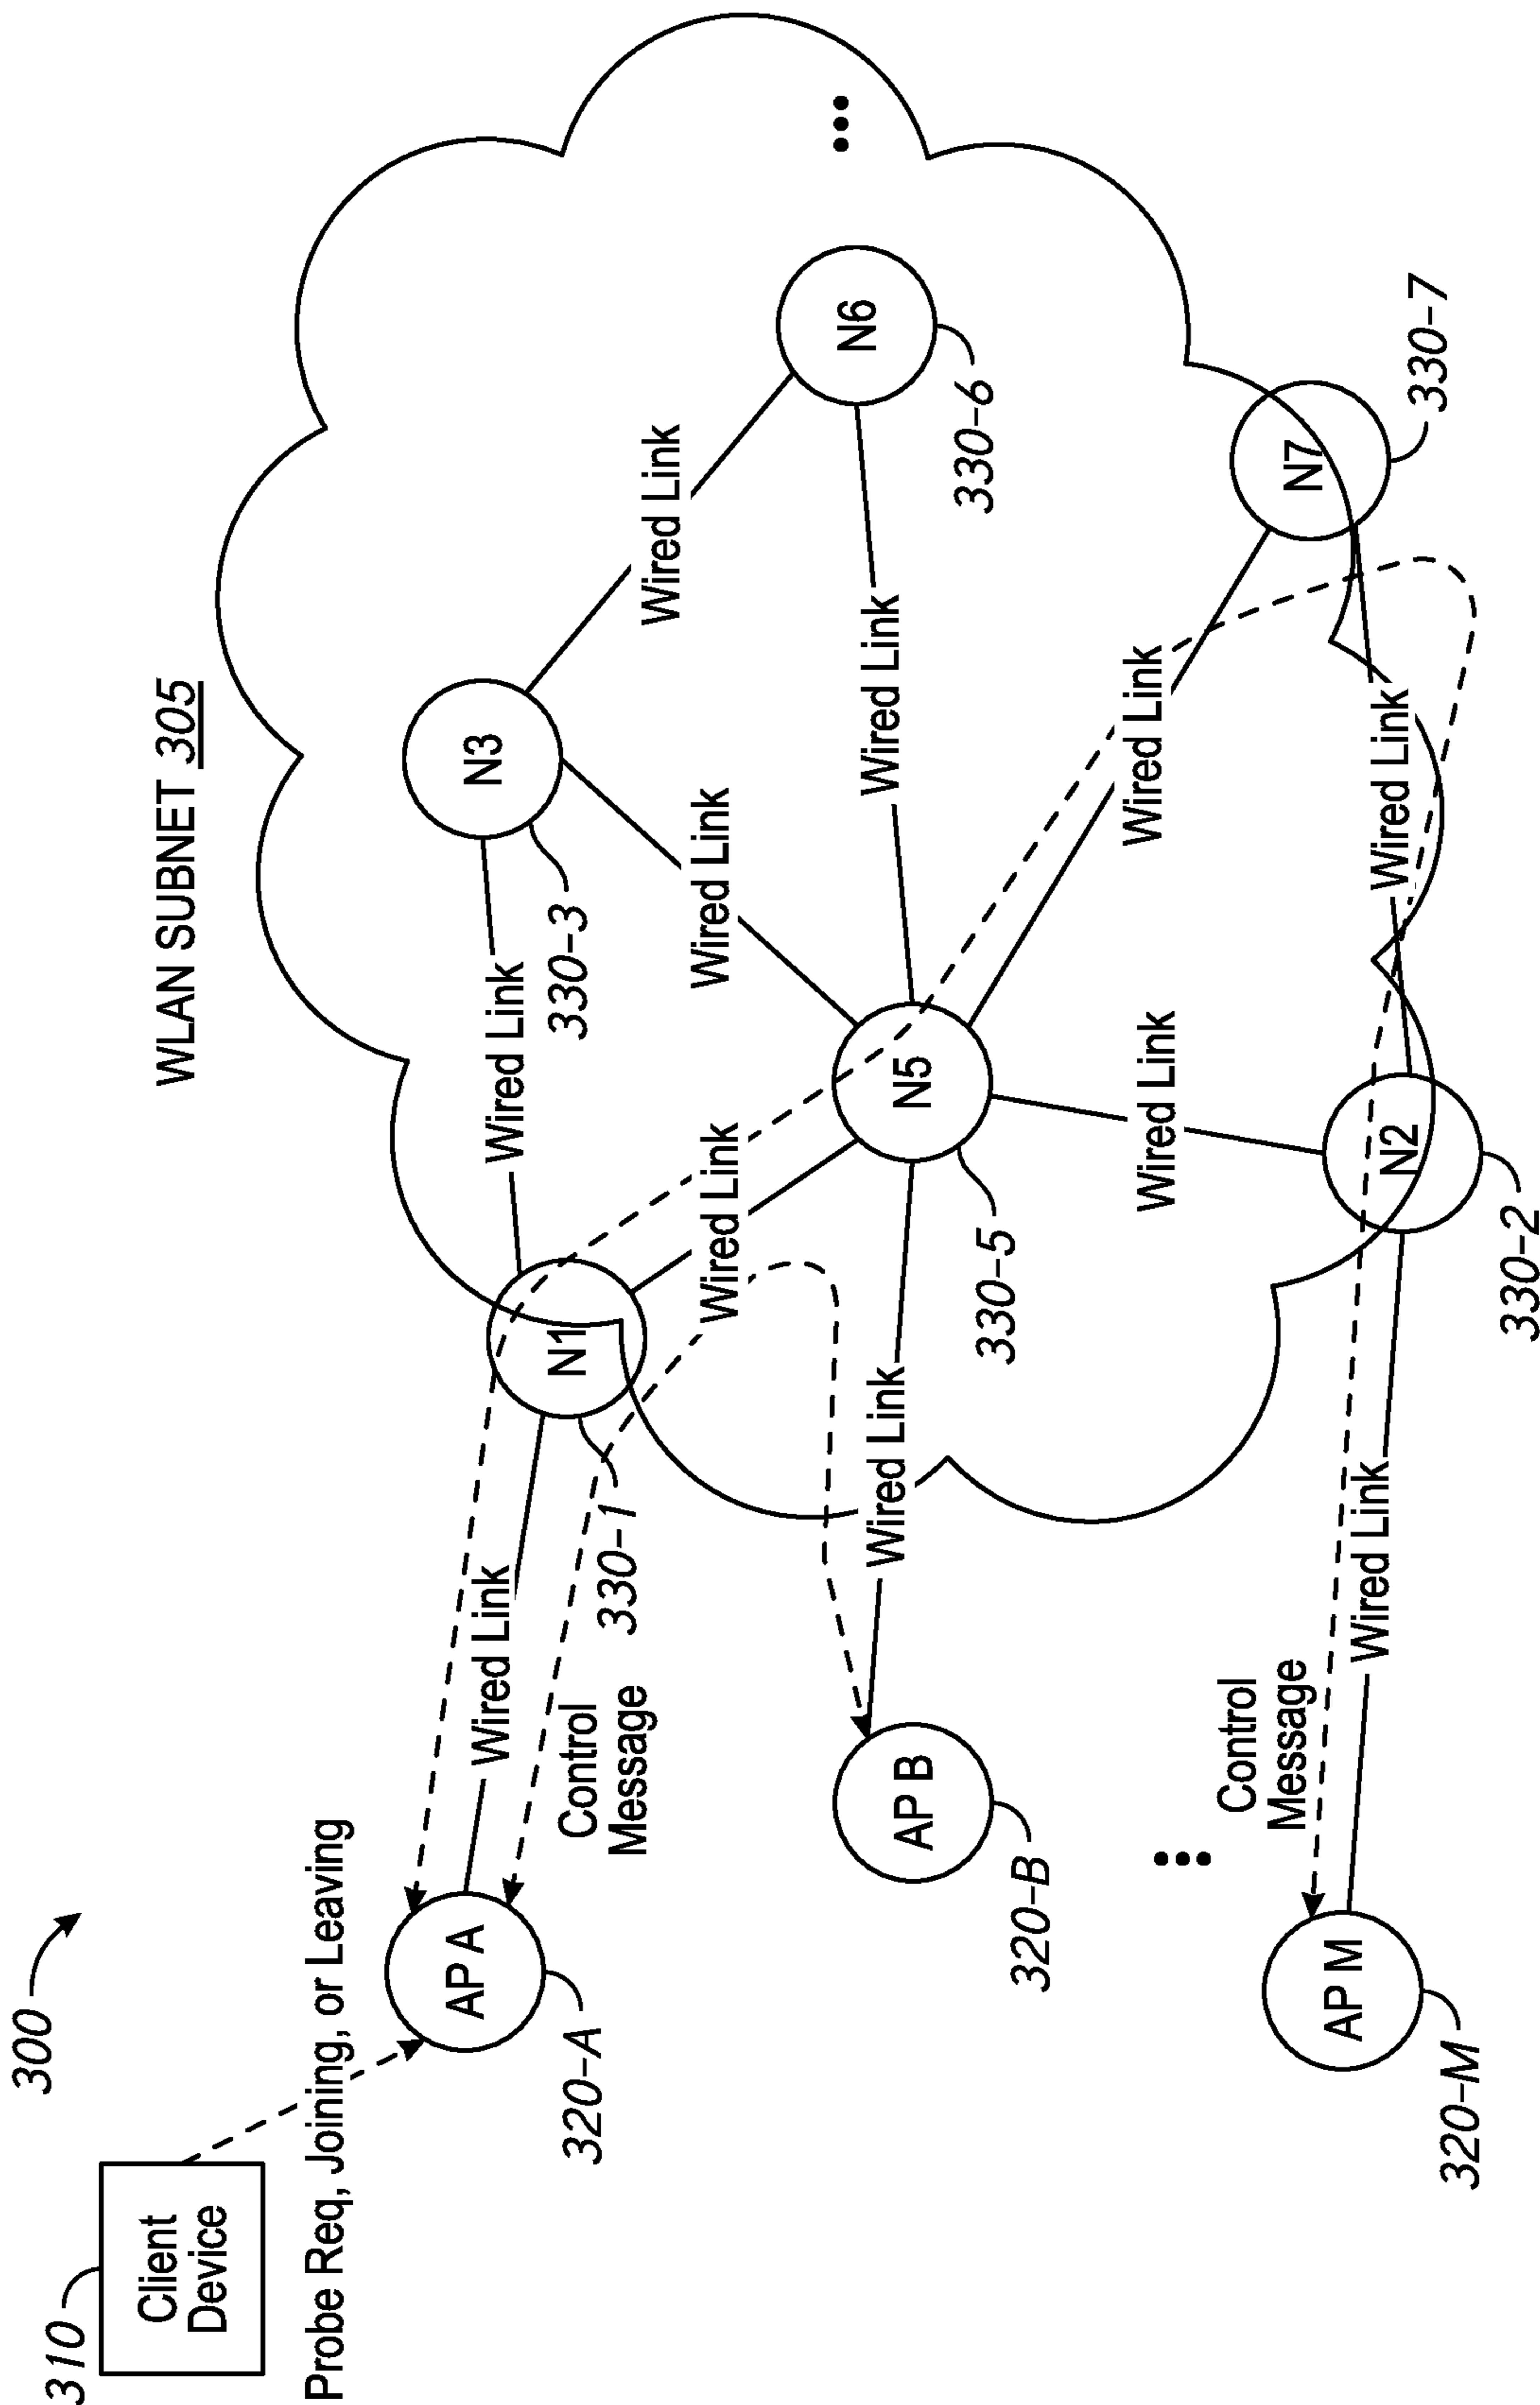 300
310
Client
Device
Probe Req, Joining, or Leaving
WLAN SUBNET 305
AP A
320-A
Wired Link
Control
Message
N1
330-1
Wired Link
N3
330-3
Wired Link
Wired Link
Wired Link
N6
330-6
Wired Link
N5
330-5
AP B
320-B
Wired Link
Wired Link
Wired Link
N7
330-7
Control
Message
AP M
320-M
Wired Link
N2
330-2
Wired Link